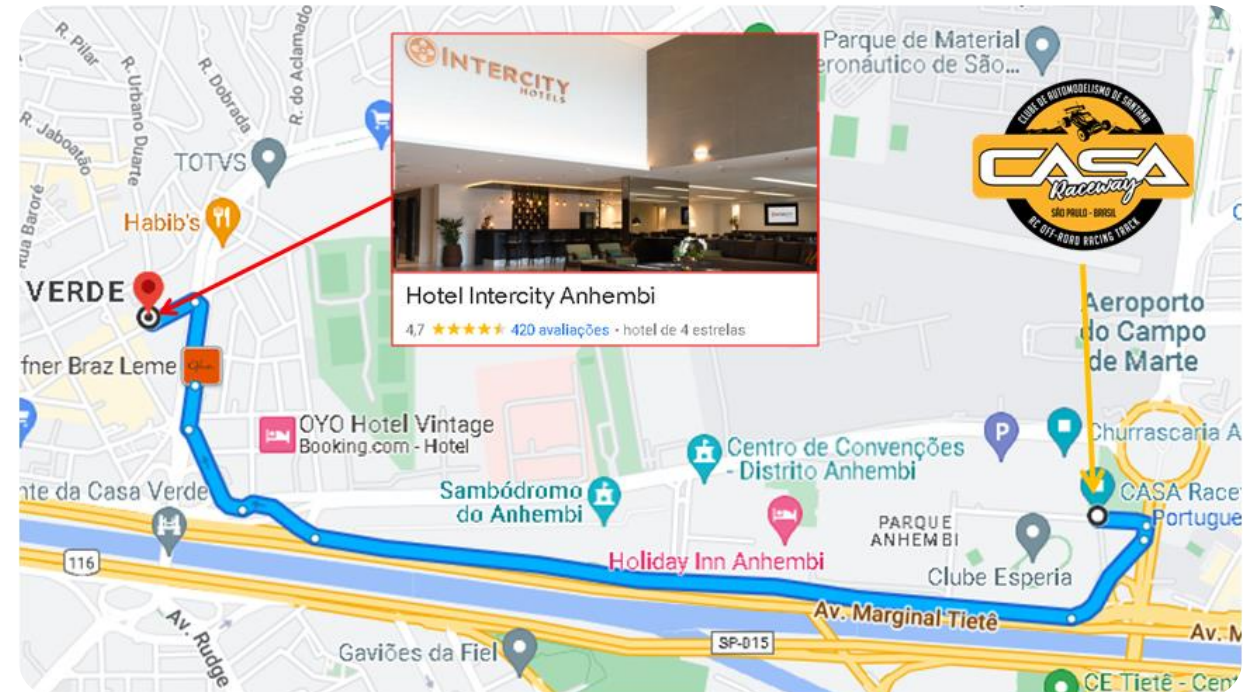 R. Pilar
R. Urbano Duarte
R. Dobrada
R. do Aclamado
R. Jaboatão
Rua Baroré
TOTVS
Habib's
VERDE
INTERCITY
HOTELS
Hotel Intercity Anhembi
4,7 420 avaliações • hotel de 4 estrelas
Parque de Material
eronáutico de São...
CLUBE DE AUTOMODELISMO DE SANTANA
CASA
Raceway
SÃO PAULO - BRASIL
RC OFF-ROAD RACING TRACK
Aeroporto
do Campo
de Marte
fner Braz Leme
OYO Hotel Vintage
Booking.com - Hotel
nte da Casa Verde
Sambódromo
do Anhembi
Centro de Convenções
- Distrito Anhembi
P
Churrascaria A
CASA Race
Portugue
Holiday Inn Anhembi
PARQUE
ANHEMBI
Clube Esperia
116
Av. Marginal Tietê
SP-015
Av. M
Av. Rudge
Gaviões da Fiel
CE Tietê - Cent